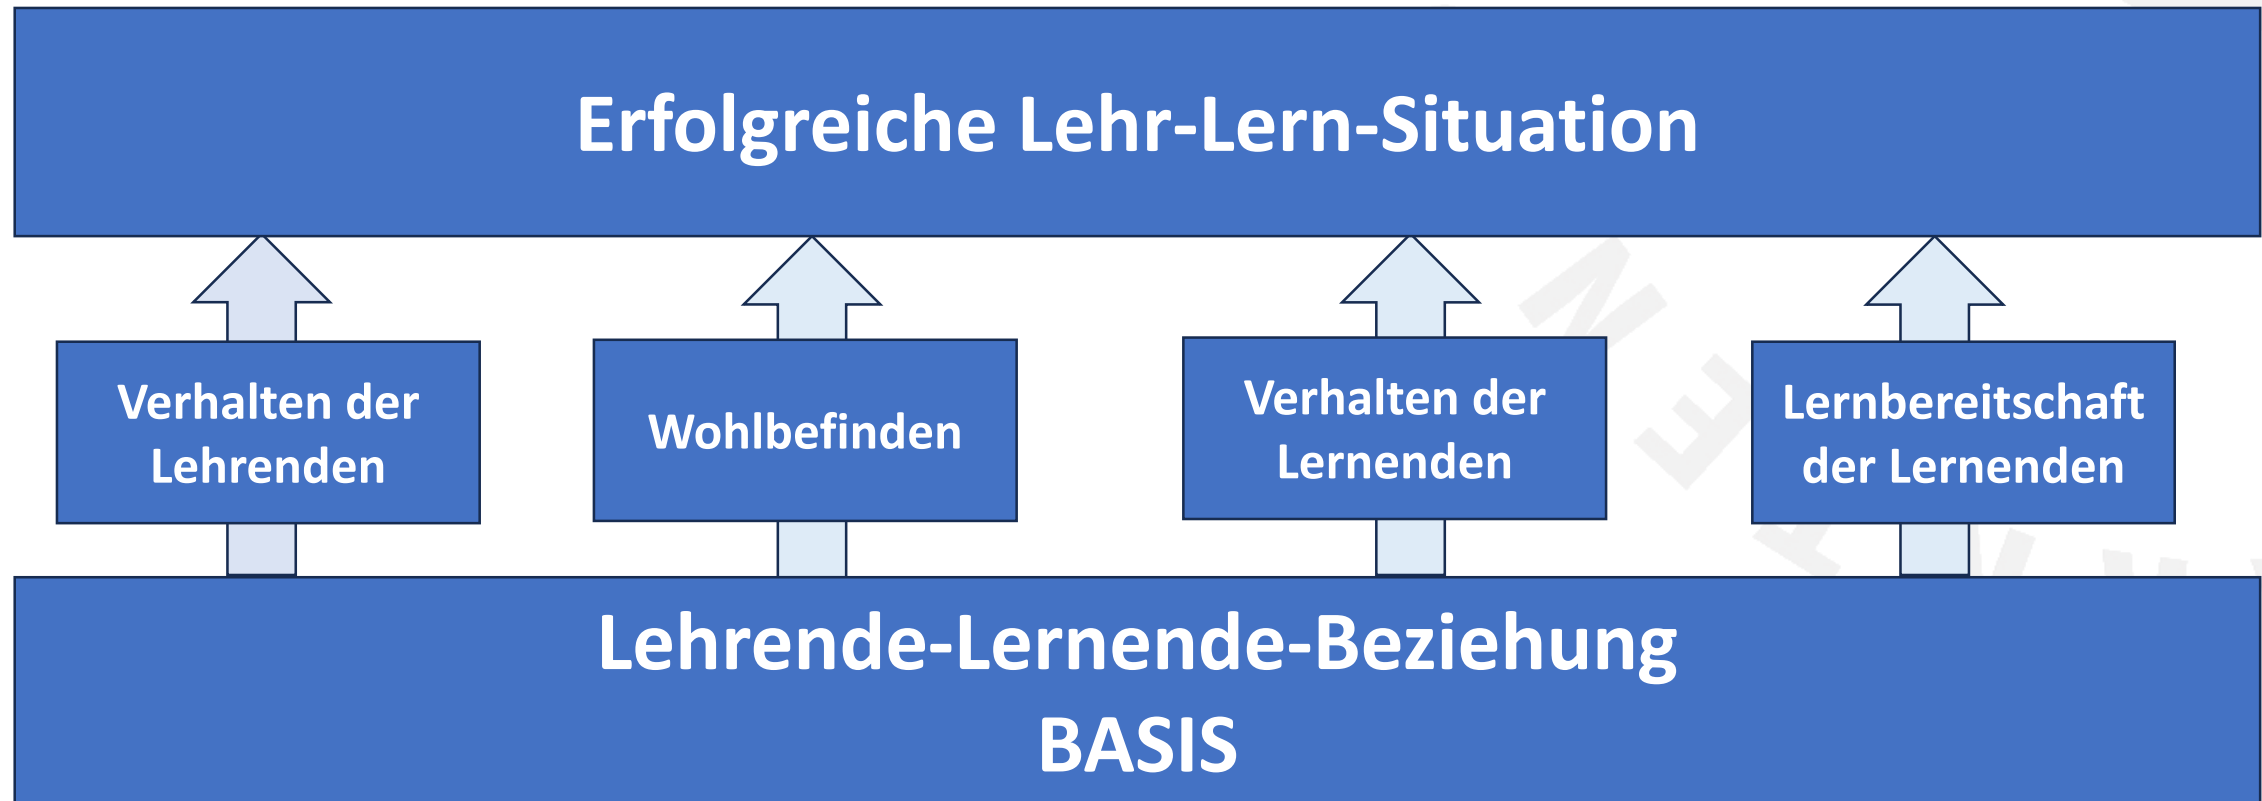 Erfolgreiche Lehr-Lern-Situation
Verhalten der
Lehrenden
Wohlbefinden
Verhalten der
Lernenden
Lernbereitschaft
der Lernenden
Lehrende-Lernende-Beziehung
BASIS